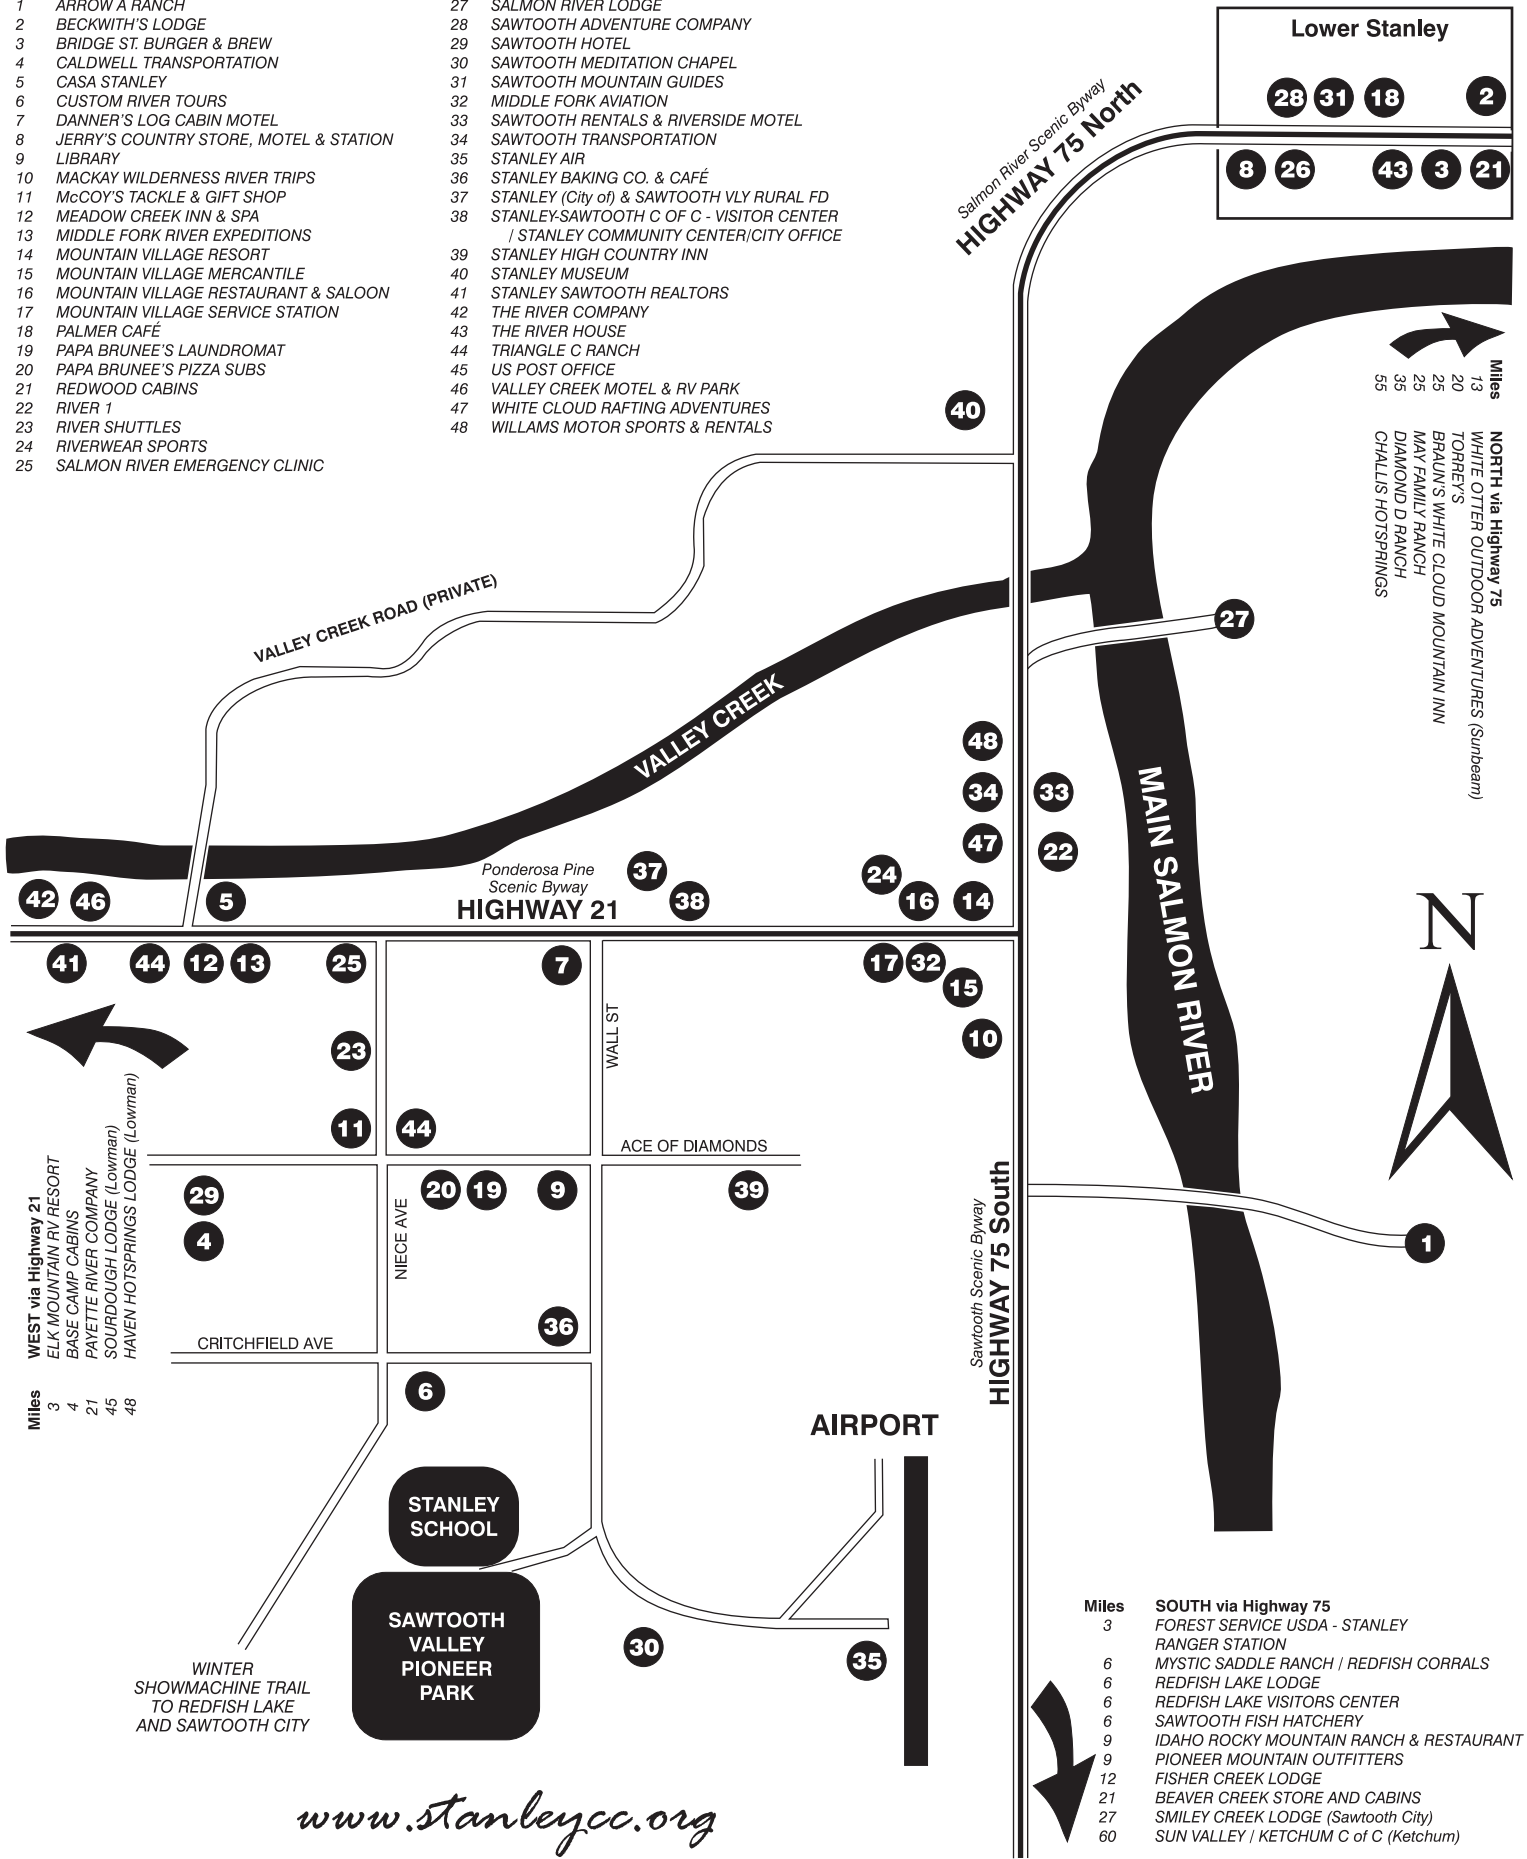 1 ARROW A RANCH
2 BECKWITH'S LODGE
3 BRIDGE ST. BURGER & BREW
4 CALDWELL TRANSPORTATION
5 CASA STANLEY
6 CUSTOM RIVER TOURS
7 DANNER'S LOG CABIN MOTEL
8 JERRY'S COUNTRY STORE, MOTEL & STATION
9 LIBRARY
10 MACKAY WILDERNESS RIVER TRIPS
11 McCOY'S TACKLE & GIFT SHOP
12 MEADOW CREEK INN & SPA
13 MIDDLE FORK RIVER EXPEDITIONS
14 MOUNTAIN VILLAGE RESORT
15 MOUNTAIN VILLAGE MERCANTILE
16 MOUNTAIN VILLAGE RESTAURANT & SALOON
17 MOUNTAIN VILLAGE SERVICE STATION
18 PALMER CAFÉ
19 PAPA BRUNEE'S LAUNDROMAT
20 PAPA BRUNEE'S PIZZA SUBS
21 REDWOOD CABINS
22 RIVER 1
23 RIVER SHUTTLES
24 RIVERWEAR SPORTS
25 SALMON RIVER EMERGENCY CLINIC
27 SALMON RIVER LODGE
28 SAWTOOTH ADVENTURE COMPANY
29 SAWTOOTH HOTEL
30 SAWTOOTH MEDITATION CHAPEL
31 SAWTOOTH MOUNTAIN GUIDES
32 MIDDLE FORK AVIATION
33 SAWTOOTH RENTALS & RIVERSIDE MOTEL
34 SAWTOOTH TRANSPORTATION
35 STANLEY AIR
36 STANLEY BAKING CO. & CAFÉ
37 STANLEY (City of) & SAWTOOTH VLY RURAL FD
38 STANLEY-SAWTOOTH C OF C - VISITOR CENTER
/ STANLEY COMMUNITY CENTER/CITY OFFICE
39 STANLEY HIGH COUNTRY INN
40 STANLEY MUSEUM
41 STANLEY SAWTOOTH REALTORS
42 THE RIVER COMPANY
43 THE RIVER HOUSE
44 TRIANGLE C RANCH
45 US POST OFFICE
46 VALLEY CREEK MOTEL & RV PARK
47 WHITE CLOUD RAFTING ADVENTURES
48 WILLAMS MOTOR SPORTS & RENTALS
Lower Stanley
28 31 18 2
8 26 43 3 21
Salmon River Scenic Byway
HIGHWAY 75 North
Miles NORTH via Highway 75
13 WHITE OTTER OUTDOOR ADVENTURES (Sunbeam)
20 TORREY'S
25 BRAUN'S WHITE CLOUD MOUNTAIN INN
25 MAY FAMILY RANCH
35 DIAMOND D RANCH
55 CHALLIS HOTSPRINGS
40
VALLEY CREEK ROAD (PRIVATE)
27
VALLEY CREEK
48
34 33
47 22
MAIN SALMON RIVER
Ponderosa Pine
Scenic Byway
HIGHWAY 21
37
38
24
16 14
42 46 5
N
41 44 12 13 25 7 17 32
15
10
23
WALL ST
11 44
ACE OF DIAMONDS
29 20 19 9 39
4
NIECE AVE
1
Sawtooth Scenic Byway
HIGHWAY 75 South
Miles WEST via Highway 21
3 ELK MOUNTAIN RV RESORT
4 BASE CAMP CABINS
21 PAYETTE RIVER COMPANY
45 SOURDOUGH LODGE (Lowman)
48 HAVEN HOTSPRINGS LODGE (Lowman)
36
CRITCHFIELD AVE
6
AIRPORT
STANLEY
SCHOOL
SAWTOOTH
VALLEY
PIONEER
PARK
30 35
WINTER
SHOWMACHINE TRAIL
TO REDFISH LAKE
AND SAWTOOTH CITY
Miles SOUTH via Highway 75
3 FOREST SERVICE USDA - STANLEY
RANGER STATION
6 MYSTIC SADDLE RANCH / REDFISH CORRALS
6 REDFISH LAKE LODGE
6 REDFISH LAKE VISITORS CENTER
6 SAWTOOTH FISH HATCHERY
9 IDAHO ROCKY MOUNTAIN RANCH & RESTAURANT
9 PIONEER MOUNTAIN OUTFITTERS
12 FISHER CREEK LODGE
21 BEAVER CREEK STORE AND CABINS
27 SMILEY CREEK LODGE (Sawtooth City)
60 SUN VALLEY / KETCHUM C of C (Ketchum)
www.stanleycc.org